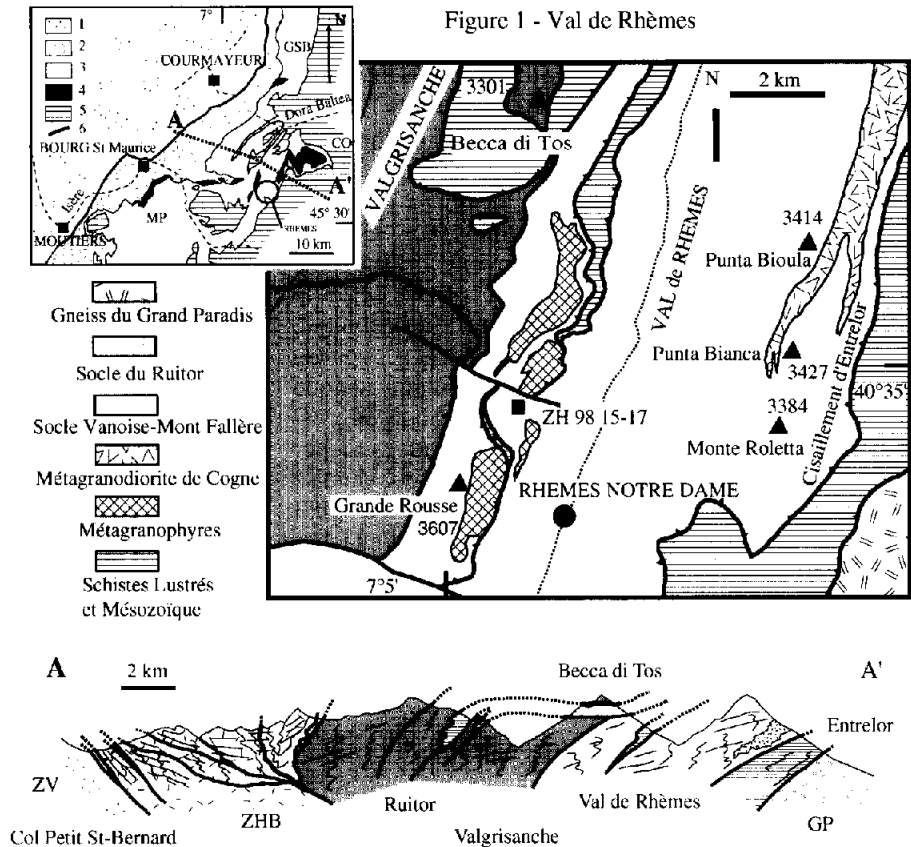 Figure 1 - Val de Rhèmes
7°
N
1
2
3
4
5
6
COURMAYEUR
GSB
Dora Baltea
A
CO
BOURG St Maurice
A'
Isère
MP
RHEMES
45° 30'
MOUTIERS
10 km
Gneiss du Grand Paradis
Socle du Ruitor
Socle Vanoise-Mont Fallère
Métagranodiorite de Cogne
Métagranophyres
Schistes Lustrés
et Mésozoïque
VALGRISANCHE
3301
Becca di Tos
N
2 km
VAL de RHEMES
3414
Punta Bioula
Punta Bianca
3427
40°35'
3384
Monte Roletta
Cisaillement d'Entrelor
ZH 98 15-17
Grande Rousse
3607
RHEMES NOTRE DAME
7°5'
A
2 km
Becca di Tos
A'
Entrelor
ZV
Ruitor
Val de Rhèmes
ZHB
GP
Col Petit St-Bernard
Valgrisanche